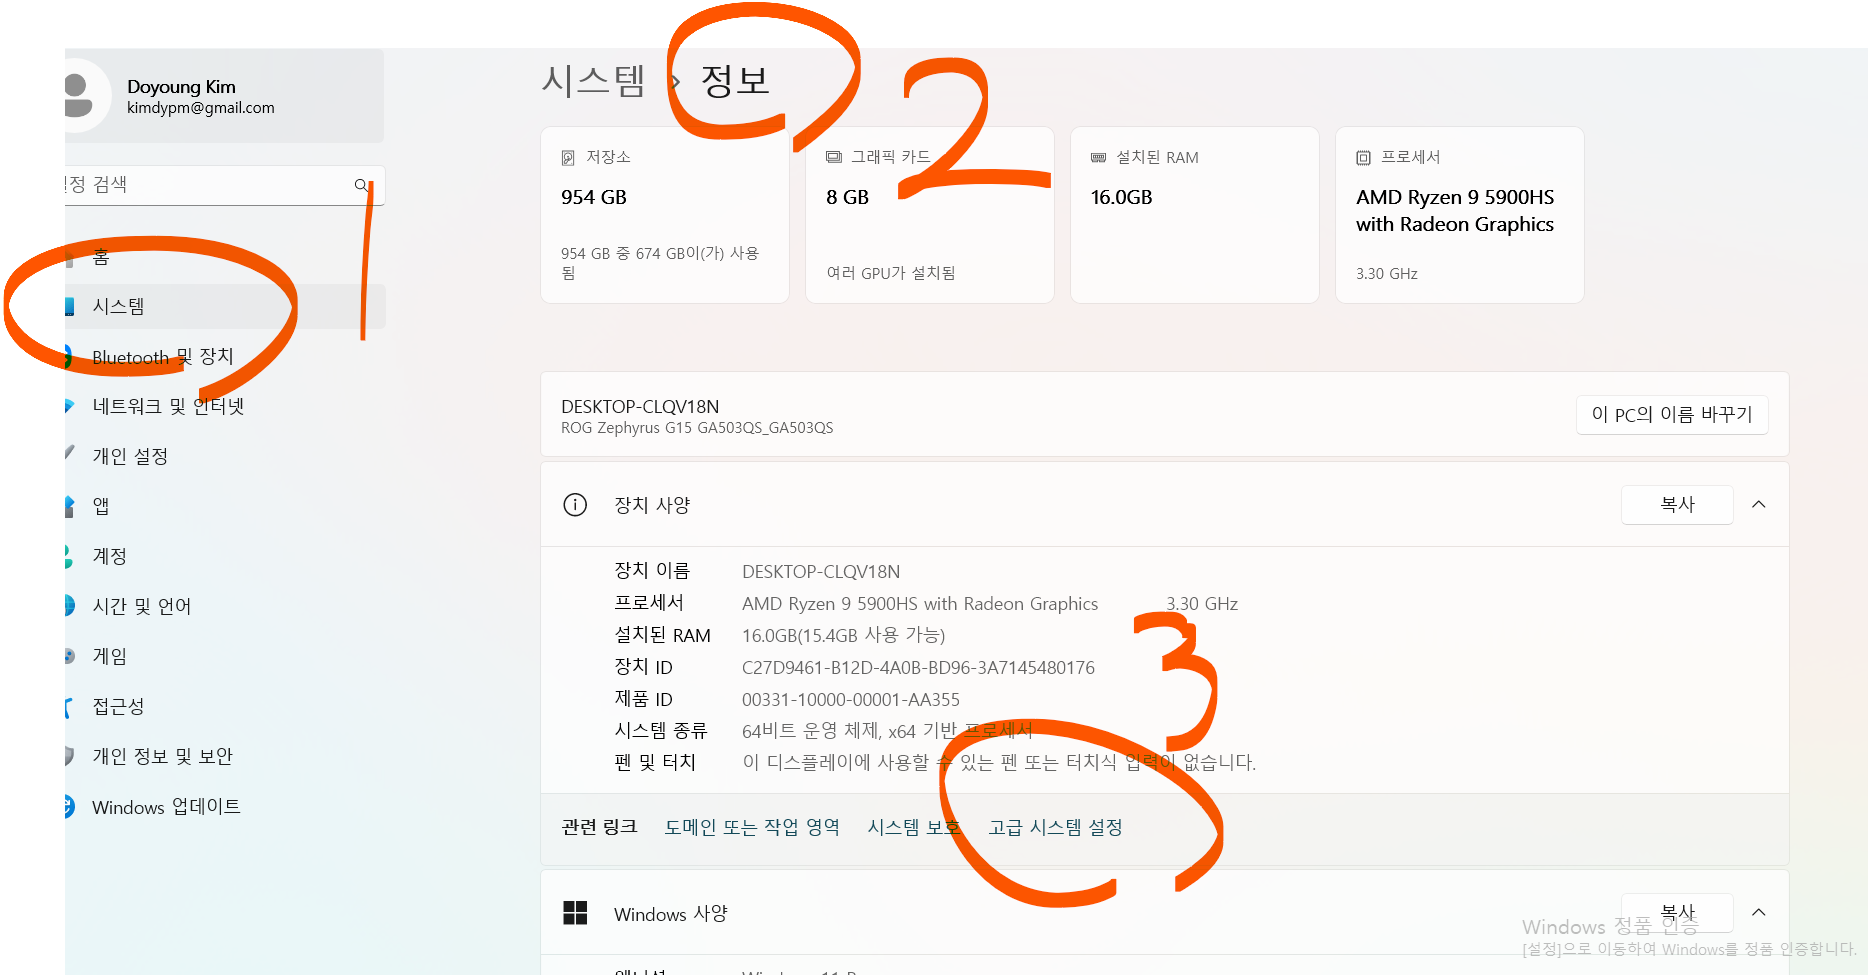 Doyoung Kim
kimdypm@gmail.com
시스템 > 정보
2
정 검색
1
홈
시스템
Bluetooth 및 장치
네트워크 및 인터넷
개인 설정
앱
계정
시간 및 언어
게임
접근성
개인 정보 및 보안
Windows 업데이트
저장소
954 GB
954 GB 중 674 GB이(가) 사용
됨
그래픽 카드
8 GB
여러 GPU가 설치됨
설치된 RAM
16.0GB
프로세서
AMD Ryzen 9 5900HS
with Radeon Graphics
3.30 GHz
DESKTOP-CLQV18N
ROG Zephyrus G15 GA503QS_GA503QS
이 PC의 이름 바꾸기
장치 사양
복사
장치 이름 DESKTOP-CLQV18N
프로세서 AMD Ryzen 9 5900HS with Radeon Graphics 3.30 GHz
설치된 RAM 16.0GB(15.4GB 사용 가능)
장치 ID C27D9461-B12D-4A0B-BD96-3A7145480176
제품 ID 00331-10000-00001-AA355
시스템 종류 64비트 운영 체제, x64 기반 프로세서
펜 및 터치 이 디스플레이에 사용할 수 있는 펜 또는 터치식 입력이 없습니다.
3
관련 링크 도메인 또는 작업 영역 시스템 보호 고급 시스템 설정
Windows 사양
복사
Windows 정품 인증
[설정]으로 이동하여 Windows를 정품 인증합니다.